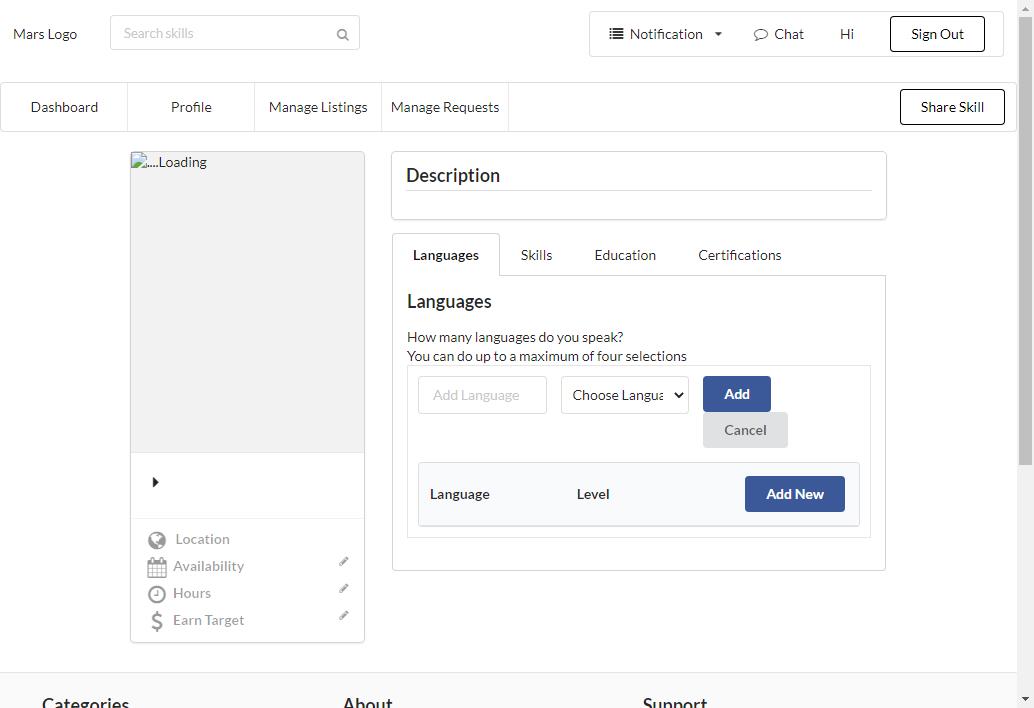 Mars Logo
Search skills
Notification
Chat
Hi
Sign Out
Dashboard
Profile
Manage Listings
Manage Requests
Share Skill
....Loading
Description
Languages
Skills
Education
Certifications
Languages
How many languages do you speak?
You can do up to a maximum of four selections
Add Language
Choose Langua
Add
Cancel
Language
Level
Add New
Location
Availability
Hours
Earn Target
Categories
About
Support